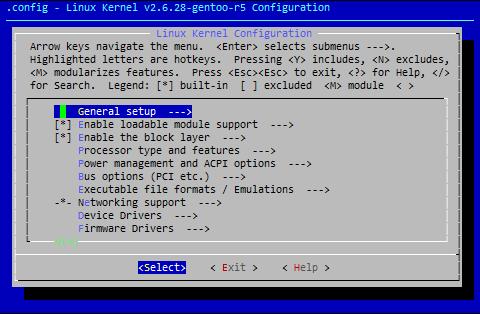 .config - Linux Kernel v2.6.28-gentoo-r5 Configuration
Linux Kernel Configuration
Arrow keys navigate the menu. <Enter> selects submenus --->.
Highlighted letters are hotkeys. Pressing <Y> includes, <N> excludes,
<M> modularizes features. Press <Esc><Esc> to exit, <?> for Help, </>
for Search. Legend: [*] built-in [ ] excluded <M> module < >
General setup --->
[*] Enable loadable module support --->
[*] Enable the block layer --->
Processor type and features --->
Power management and ACPI options --->
Bus options (PCI etc.) --->
Executable file formats / Emulations --->
-*- Networking support --->
Device Drivers --->
Firmware Drivers --->
<Select> < Exit > < Help >